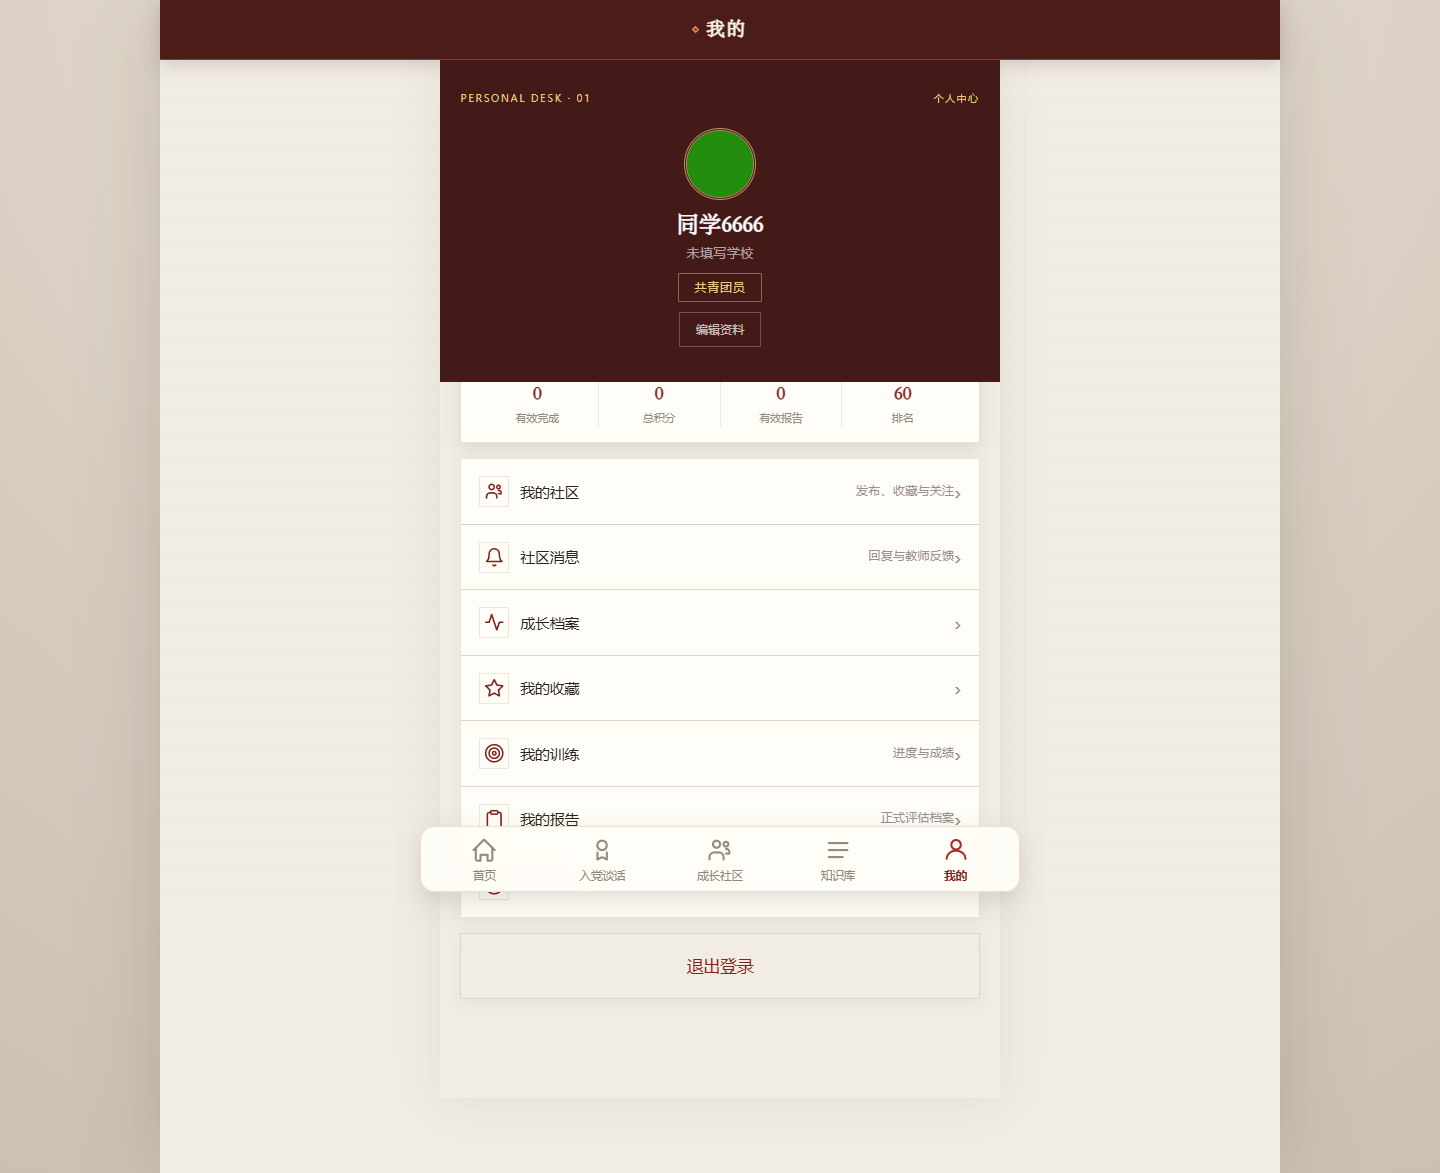 我的
PERSONAL DESK · 01
个人中心
同学6666
未填写学校
共青团员
编辑资料
0
0
0
60
有效完成
总积分
有效报告
排名
我的社区
发布、收藏与关注
社区消息
回复与教师反馈
成长档案
我的收藏
我的训练
进度与成绩
我的报告
正式评估档案
首页
入党谈话
成长社区
知识库
我的
退出登录